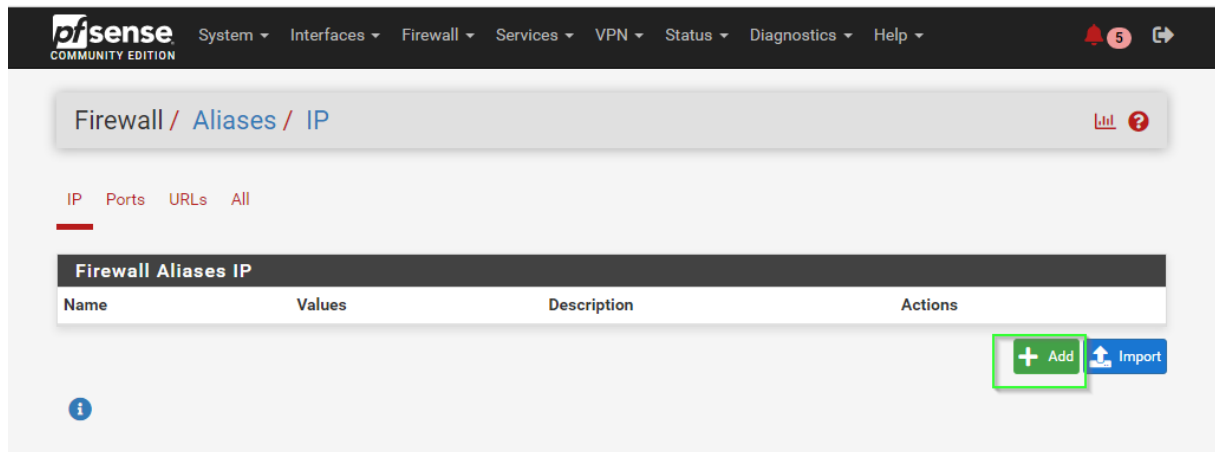 pfsense System Interfaces Firewall Services VPN Status Diagnostics Help 5
COMMUNITY EDITION
Firewall / Aliases / IP
IP Ports URLs All
Firewall Aliases IP
Name Values Description Actions
Add Import